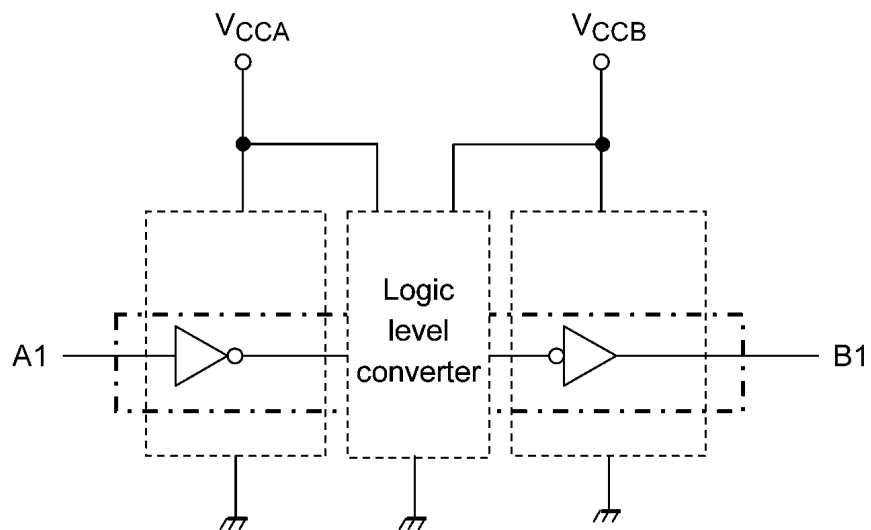 VCCA
VCCB
Logic
level
converter
A1
B1